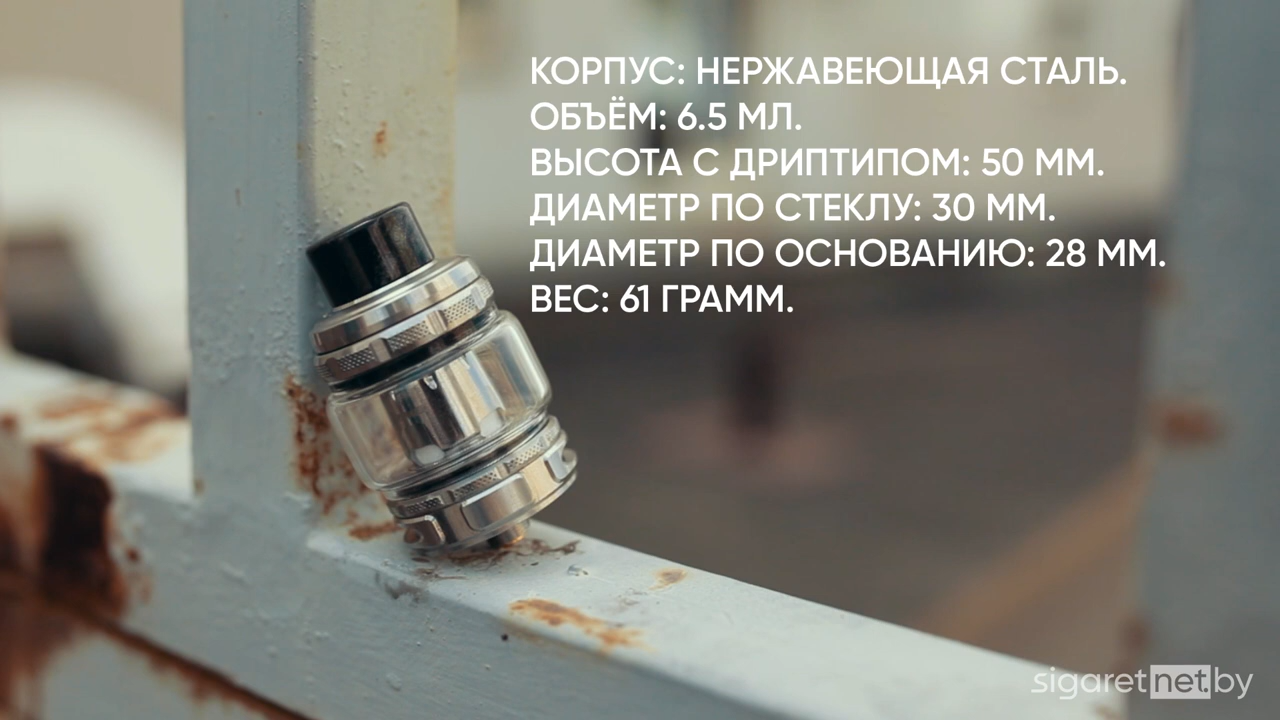 КОРПУС: НЕРЖАВЕЮЩАЯ СТАЛЬ.
ОБЪЁМ: 6.5 МЛ.
ВЫСОТА С ДРИПТИПОМ: 50 ММ.
ДИАМЕТР ПО СТЕКЛУ: 30 ММ.
ДИАМЕТР ПО ОСНОВАНИЮ: 28 ММ.
ВЕС: 61 ГРАММ.
sigaretnet.by